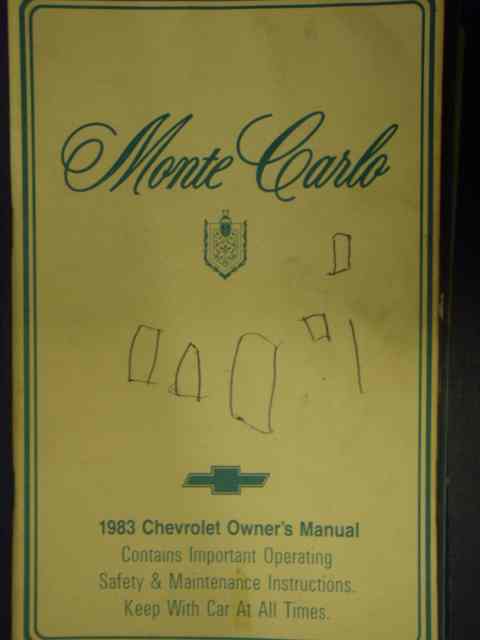 Monte Carlo
1983 Chevrolet Owner's Manual
Contains Important Operating
Safety & Maintenance Instructions.
Keep With Car At All Times.